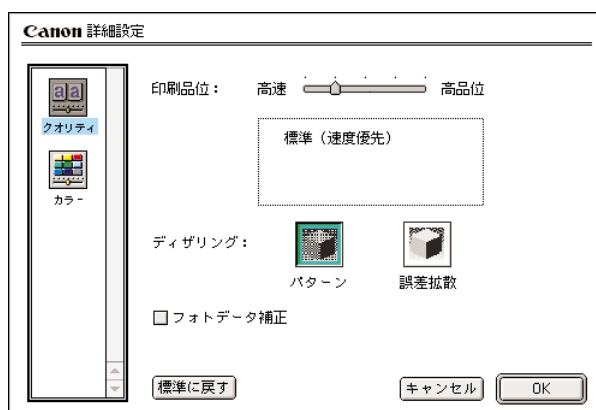 Canon 詳細設定
クオリティ
カラー
印刷品位： 高速 高品位
標準（速度優先）
ディザリング：
パターン 誤差拡散
フォトデータ補正
標準に戻す キャンセル OK